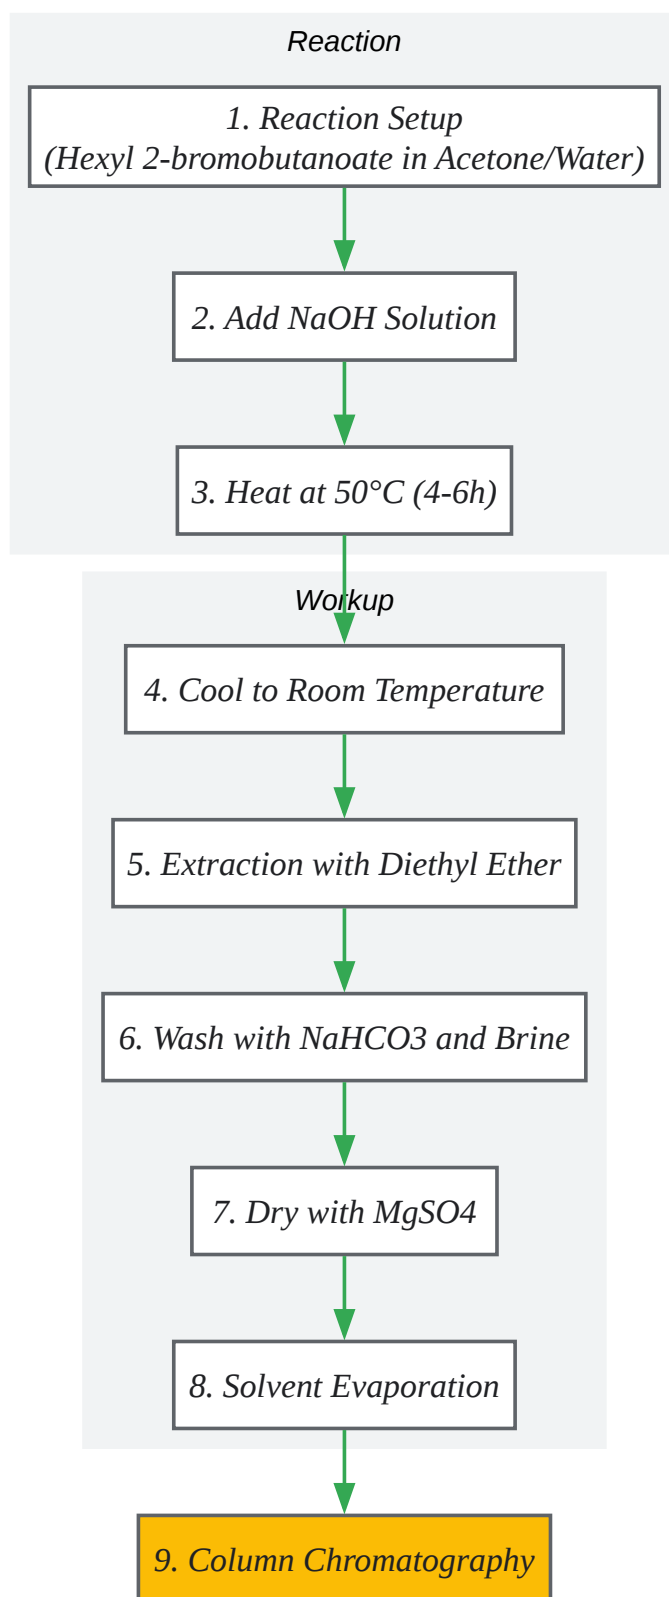 Reaction
1. Reaction Setup
(Hexyl 2-bromobutanoate in Acetone/Water)
2. Add NaOH Solution
3. Heat at 50°C (4-6h)
Workup
4. Cool to Room Temperature
5. Extraction with Diethyl Ether
6. Wash with NaHCO3 and Brine
7. Dry with MgSO4
8. Solvent Evaporation
9. Column Chromatography